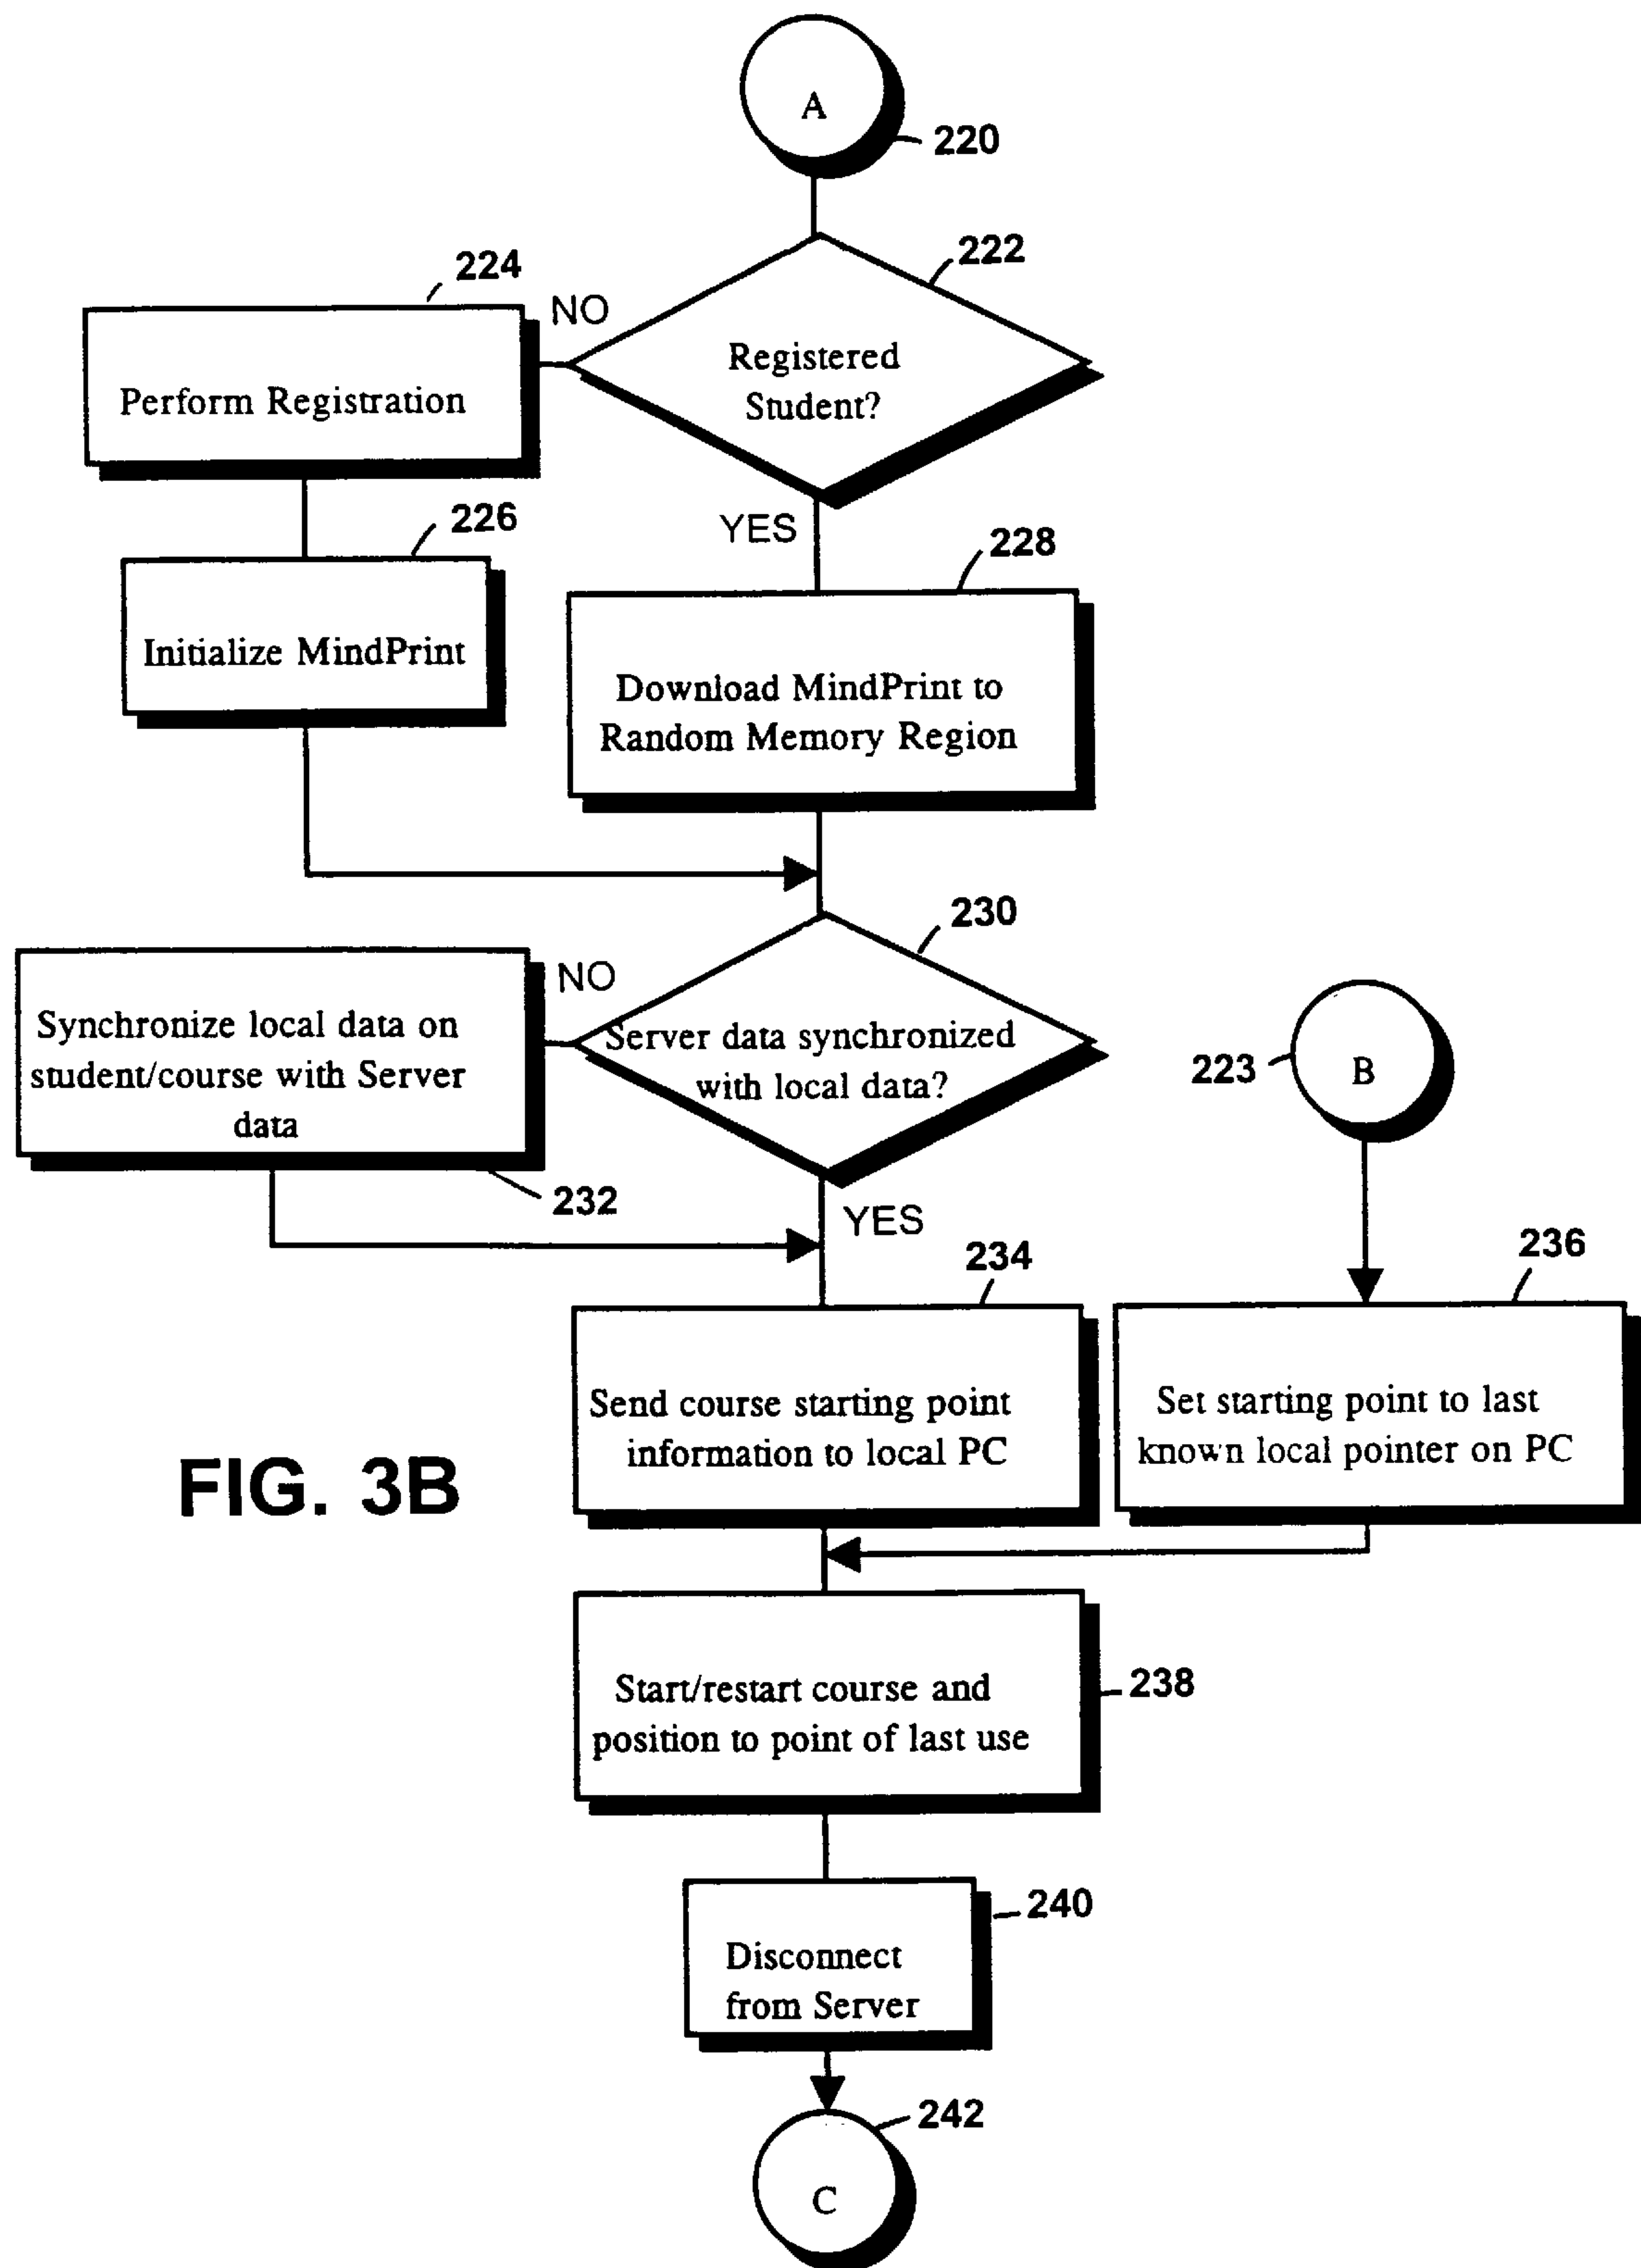 A
220
222
224
NO
Registered
Student?
Perform Registration
YES
226
228
Initialize MindPrint
Download MindPrint to
Random Memory Region
230
NO
Synchronize local data on
student/course with Server
data
Server data synchronized
with local data?
223
B
232
YES
234
236
Send course starting point
information to local PC
Set starting point to last
known local pointer on PC
FIG. 3B
Start/restart course and
position to point of last use
238
240
Disconnect
from Server
242
C